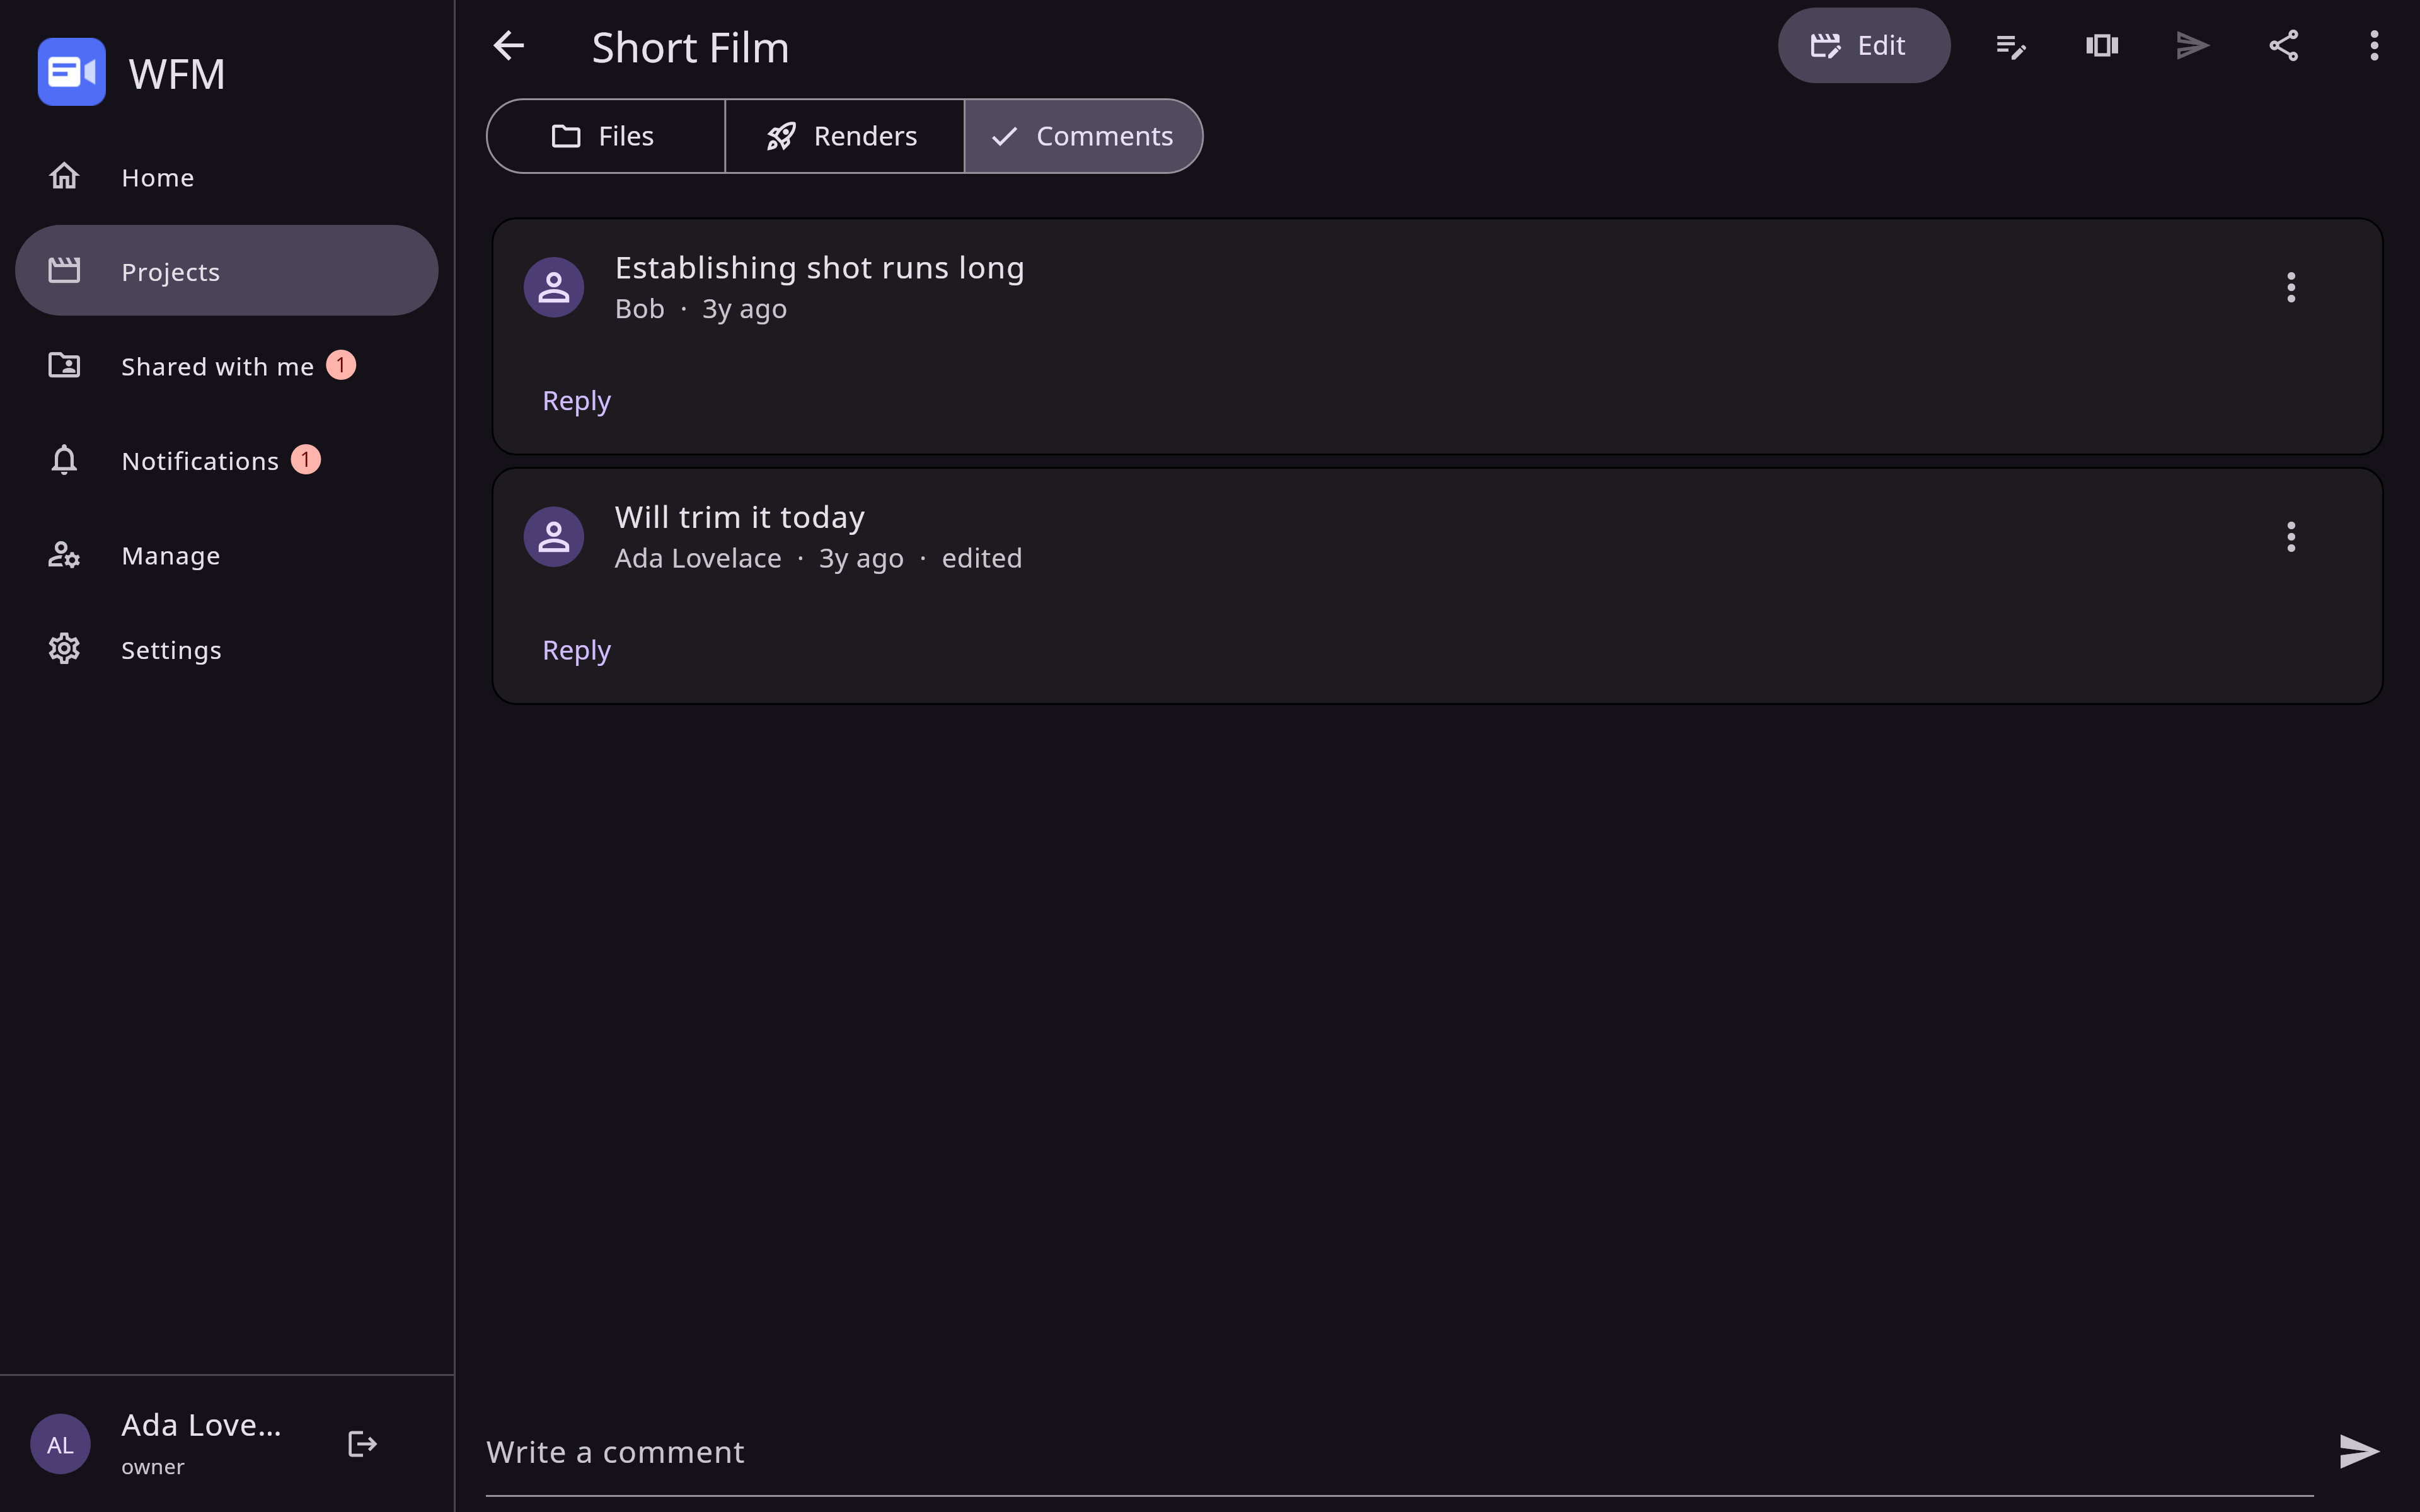 WFM
Home
Projects
Shared with me 1
Notifications 1
Manage
Settings
AL
Ada Love...
owner
Short Film
Edit
Files
Renders
Comments
Establishing shot runs long
Bob · 3y ago
Reply
Will trim it today
Ada Lovelace · 3y ago · edited
Reply
Write a comment